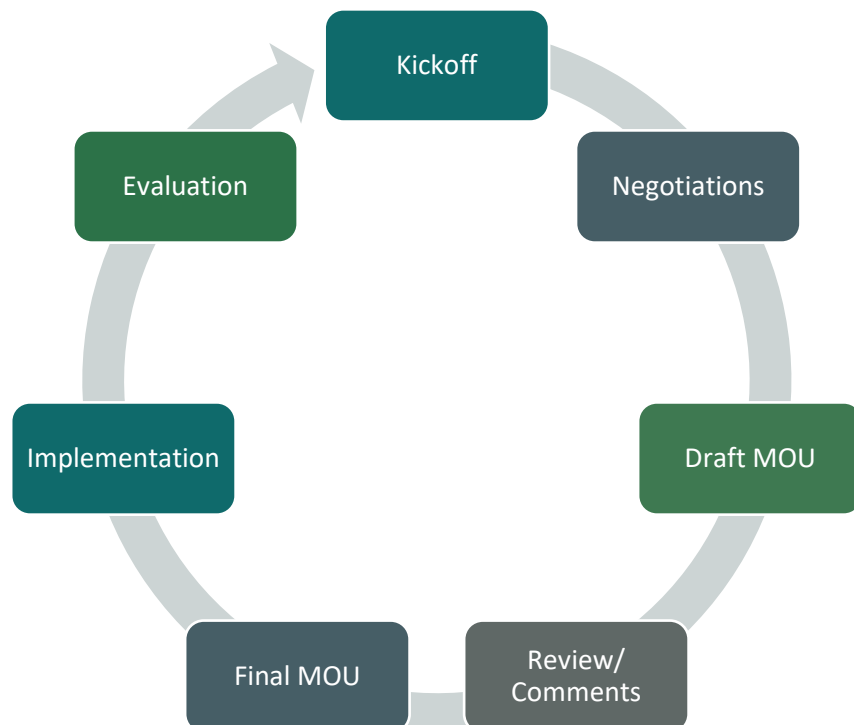 Kickoff
Negotiations
Draft MOU
Review/
Comments
Final MOU
Implementation
Evaluation